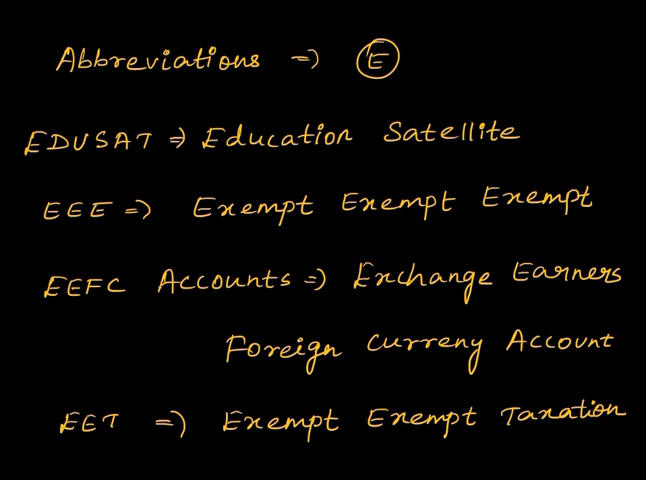 Abbreviations => E
EDUSAT => Education Satellite
EEE => Exempt Exempt Exempt
EEFC Accounts => Exchange Earners
Foreign Curreny Account
EET => Exempt Exempt Taxation